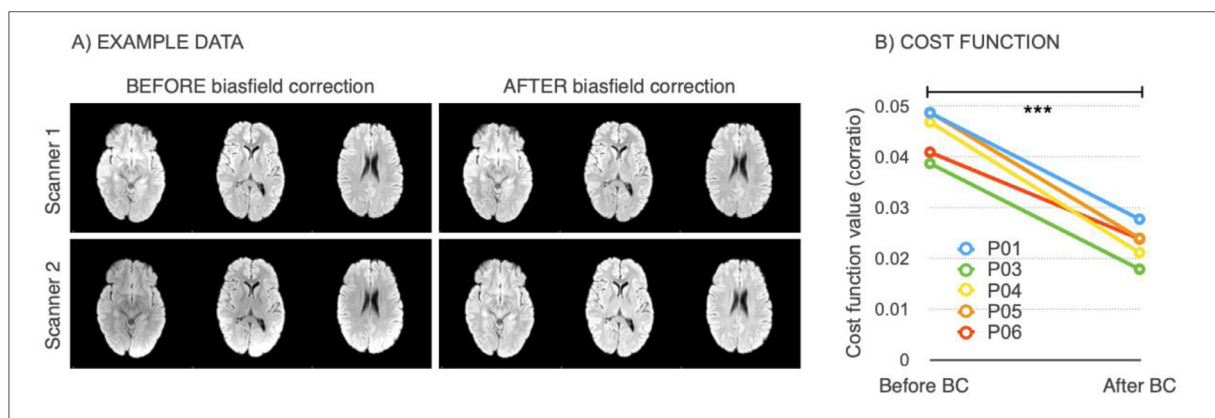 A) EXAMPLE DATA
BEFORE biasfield correction
AFTER biasfield correction
Scanner 1
Scanner 2
B) COST FUNCTION
***
Cost function value (corratio)
0.05
0.04
0.03
0.02
0.01
0
P01
P03
P04
P05
P06
Before BC
After BC